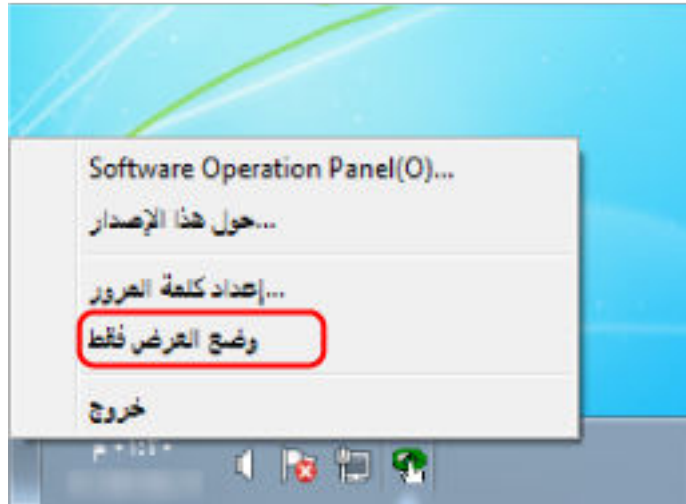 Software Operation Panel(O)...
...حول هذا الإصدار
...إعداد كلمة المرور
وضع العرض فقط
خروج